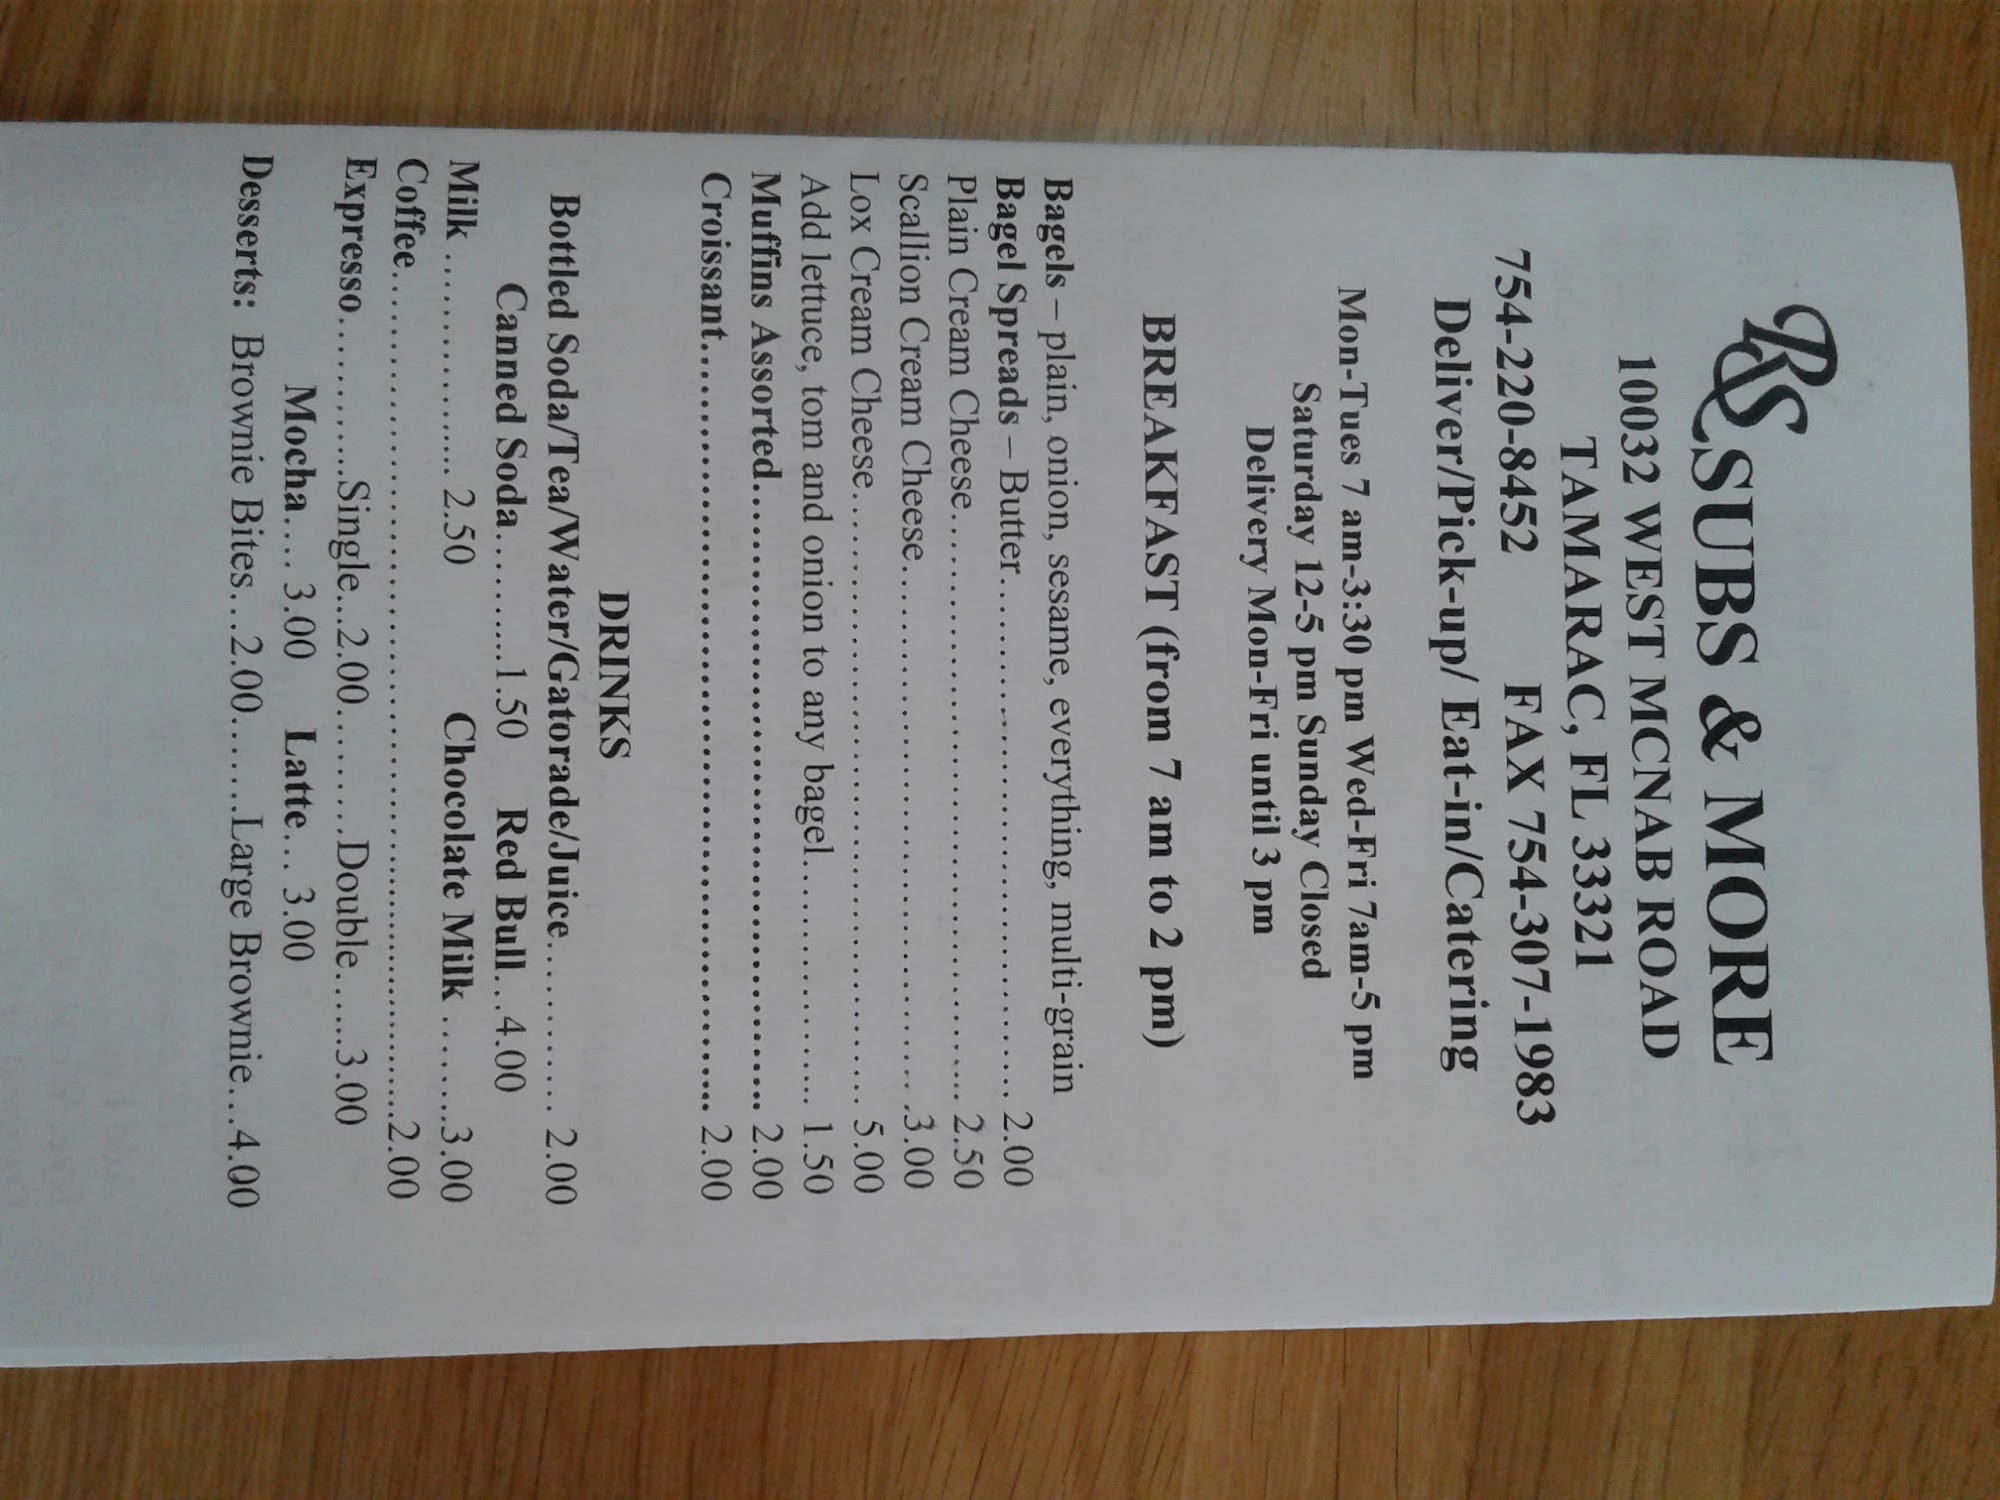 RS SUBS & MORE
10032 WEST MCNAB ROAD
TAMARAC, FL 33321
754-220-8452 FAX 754-307-1983
Deliver/Pick-up/ Eat-in/Catering
Mon-Tues 7 am-3:30 pm Wed-Fri 7am-5 pm
Saturday 12-5 pm Sunday Closed
Delivery Mon-Fri until 3 pm
BREAKFAST (from 7 am to 2 pm)
Bagels – plain, onion, sesame, everything, multi-grain
Bagel Spreads – Butter................................ 2.00
Plain Cream Cheese.................................... 2.50
Scallion Cream Cheese................................ 3.00
Lox Cream Cheese..................................... 5.00
Add lettuce, tom and onion to any bagel............... 1.50
Muffins Assorted...................................... 2.00
Croissant............................................. 2.00
DRINKS
Bottled Soda/Tea/Water/Gatorade/Juice............ 2.00
Canned Soda..........1.50 Red Bull...4.00
Milk ................. 2.50 Chocolate Milk ........3.00
Coffee................................................2.00
Expresso............Single...2.00.........Double......3.00
Mocha.... 3.00 Latte... 3.00
Desserts: Brownie Bites...2.00.......Large Brownie...4.00